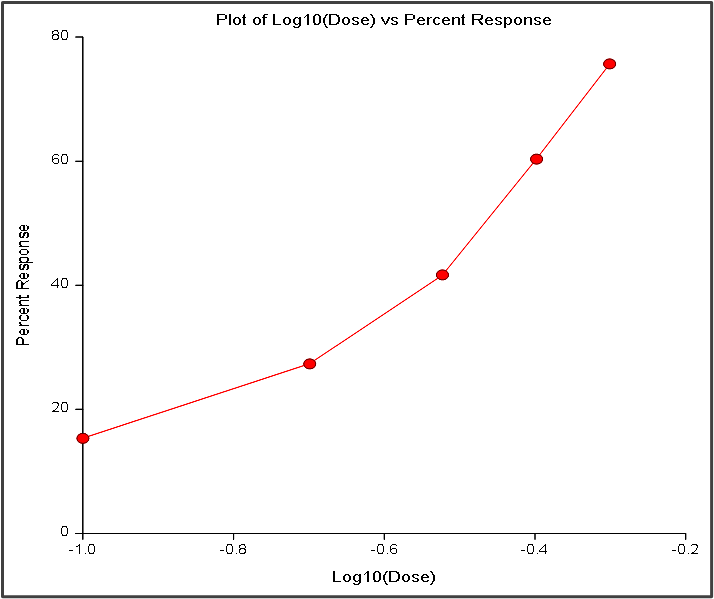 Plot of Log10(Dose) vs Percent Response
80
60
40
20
0
Percent Response
-1.0 -0.8 -0.6 -0.4 -0.2
Log10(Dose)